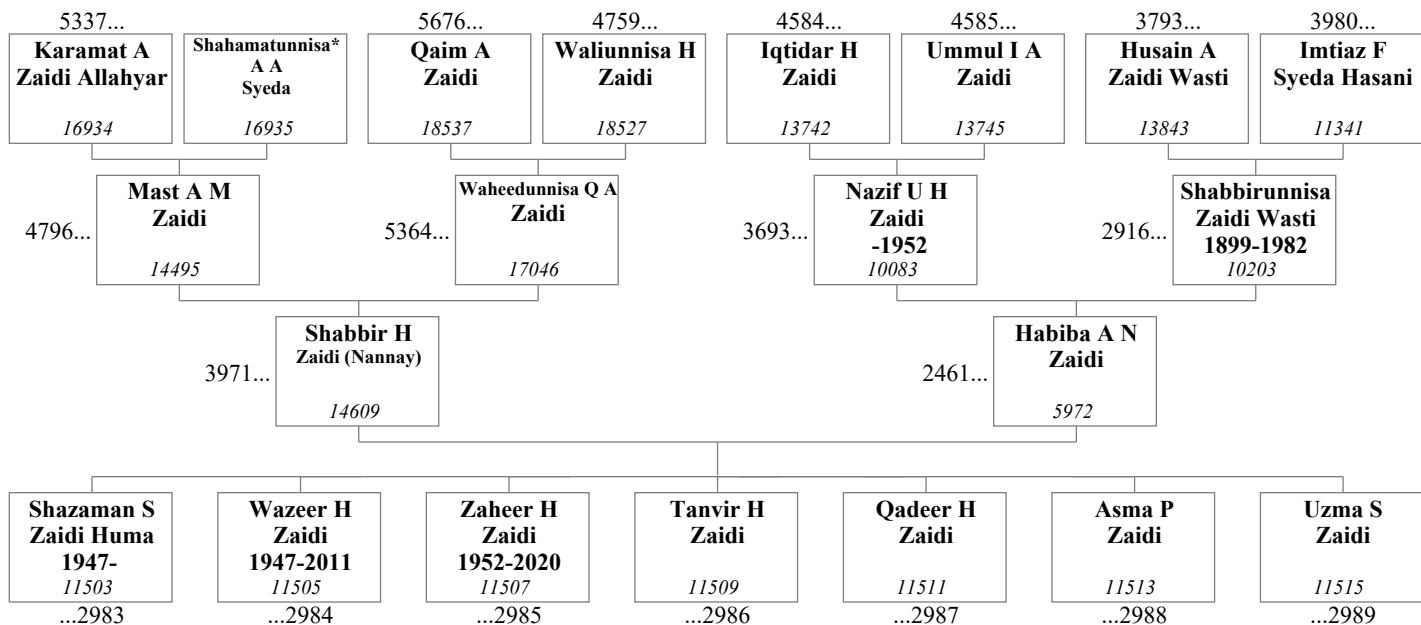 5337...
5676...
4759...
4584...
4585...
3793...
3980...
Karamat A
Zaidi Allahyar
16934
Shahamatunnisa*
A A
Syeda
16935
Qaim A
Zaidi
18537
Waliunnisa H
Zaidi
18527
Iqtidar H
Zaidi
13742
Ummul I A
Zaidi
13745
Husain A
Zaidi Wasti
13843
Imtiaz F
Syeda Hasani
11341
4796...
Mast A M
Zaidi
14495
5364...
Waheedunnisa Q A
Zaidi
17046
3693...
Nazif U H
Zaidi
-1952
10083
2916...
Shabbirunnisa
Zaidi Wasti
1899-1982
10203
3971...
Shabbir H
Zaidi (Nannay)
14609
2461...
Habiba A N
Zaidi
5972
Shazaman S
Zaidi Huma
1947-
11503
...2983
Wazeer H
Zaidi
1947-2011
11505
...2984
Zaheer H
Zaidi
1952-2020
11507
...2985
Tanvir H
Zaidi
11509
...2986
Qadeer H
Zaidi
11511
...2987
Asma P
Zaidi
11513
...2988
Uzma S
Zaidi
11515
...2989